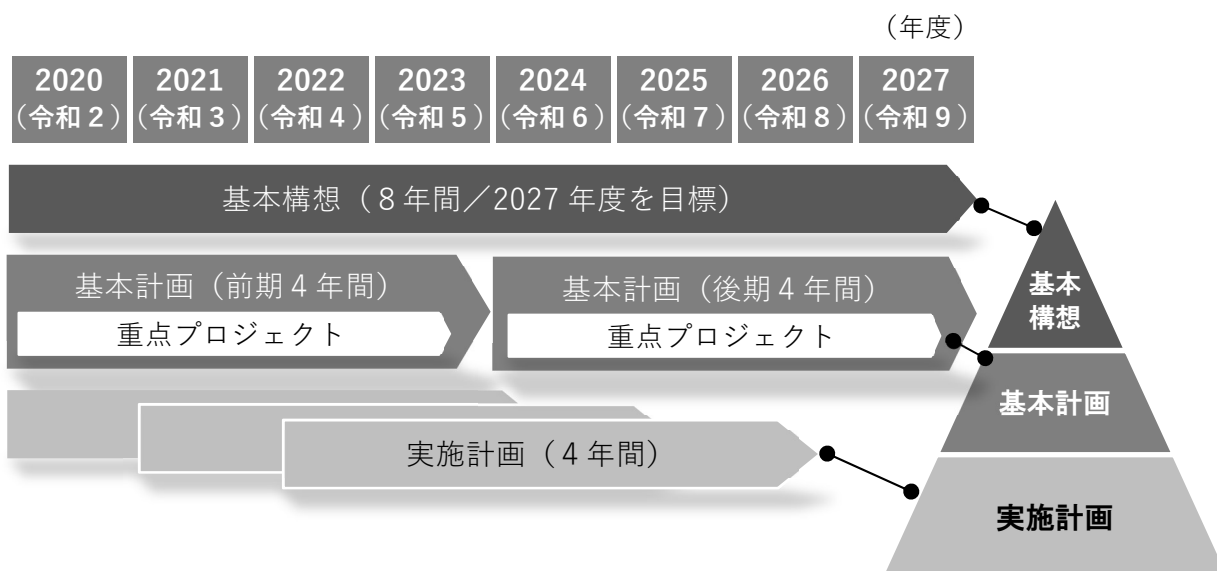 （年度）
2020 2021 2022 2023 2024 2025 2026 2027
（令和２） （令和３） （令和４） （令和５） （令和６） （令和７） （令和８） （令和９）
基本構想（８年間／2027 年度を目標）
基本計画（前期４年間）
重点プロジェクト
基本計画（後期４年間）
重点プロジェクト
実施計画（４年間）
基本
構想
基本計画
実施計画